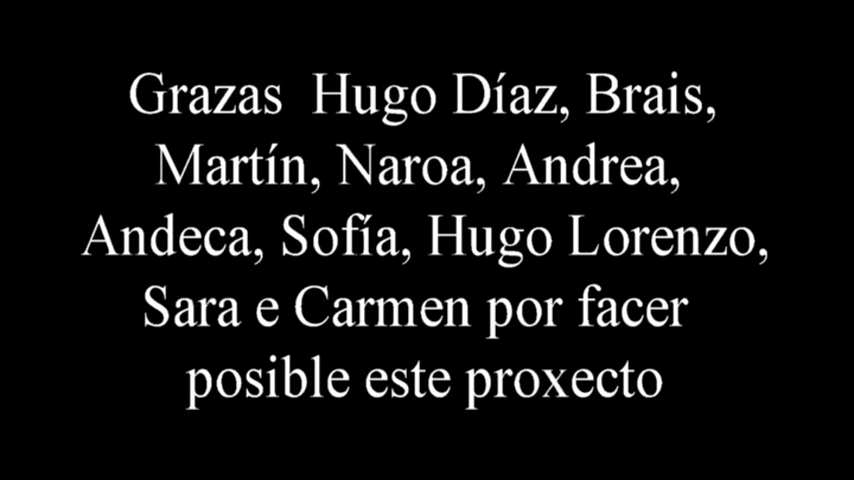 Grazas Hugo Díaz, Brais,
Martín, Naroa, Andrea,
Andeca, Sofía, Hugo Lorenzo,
Sara e Carmen por facer
posible este proxecto